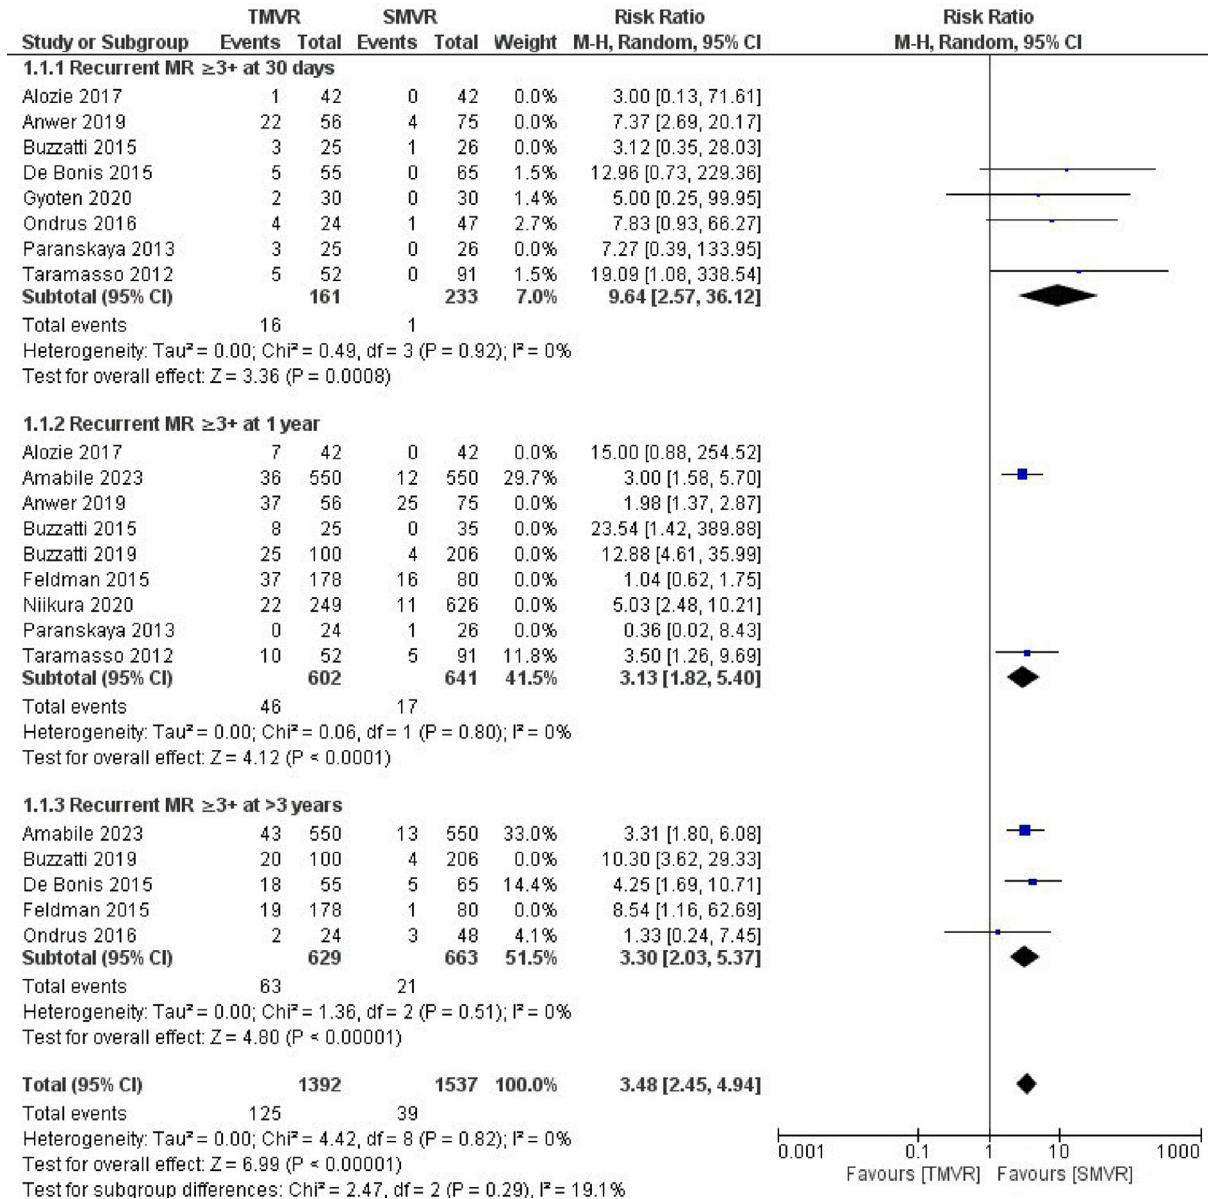 TMVR SMVR Risk Ratio Risk Ratio
Study or Subgroup Events Total Events Total Weight M-H, Random, 95% CI M-H, Random, 95% CI
1.1.1 Recurrent MR ≥3+ at 30 days
Alozie 2017 1 42 0 42 0.0% 3.00 [0.13, 71.61]
Anwer 2019 22 56 4 75 0.0% 7.37 [2.69, 20.17]
Buzzatti 2015 3 25 1 26 0.0% 3.12 [0.35, 28.03]
De Bonis 2015 5 55 0 65 1.5% 12.96 [0.73, 229.36]
Gyoten 2020 2 30 0 30 1.4% 5.00 [0.25, 99.95]
Ondrus 2016 4 24 1 47 2.7% 7.83 [0.93, 66.27]
Paranskaya 2013 3 25 0 26 0.0% 7.27 [0.39, 133.95]
Taramasso 2012 5 52 0 91 1.5% 19.09 [1.08, 338.54]
Subtotal (95% CI) 161 233 7.0% 9.64 [2.57, 36.12]
Total events 16 1
Heterogeneity: Tau² = 0.00; Chi² = 0.49, df = 3 (P = 0.92); I² = 0%
Test for overall effect: Z = 3.36 (P = 0.0008)
1.1.2 Recurrent MR ≥3+ at 1 year
Alozie 2017 7 42 0 42 0.0% 15.00 [0.88, 254.52]
Amabile 2023 36 550 12 550 29.7% 3.00 [1.58, 5.70]
Anwer 2019 37 56 25 75 0.0% 1.98 [1.37, 2.87]
Buzzatti 2015 8 25 0 35 0.0% 23.54 [1.42, 389.88]
Buzzatti 2019 25 100 4 206 0.0% 12.88 [4.61, 35.99]
Feldman 2015 37 178 16 80 0.0% 1.04 [0.62, 1.75]
Niikura 2020 22 249 11 626 0.0% 5.03 [2.48, 10.21]
Paranskaya 2013 0 24 1 26 0.0% 0.36 [0.02, 8.43]
Taramasso 2012 10 52 5 91 11.8% 3.50 [1.26, 9.69]
Subtotal (95% CI) 602 641 41.5% 3.13 [1.82, 5.40]
Total events 46 17
Heterogeneity: Tau² = 0.00; Chi² = 0.06, df = 1 (P = 0.80); I² = 0%
Test for overall effect: Z = 4.12 (P < 0.0001)
1.1.3 Recurrent MR ≥3+ at >3 years
Amabile 2023 43 550 13 550 33.0% 3.31 [1.80, 6.08]
Buzzatti 2019 20 100 4 206 0.0% 10.30 [3.62, 29.33]
De Bonis 2015 18 55 5 65 14.4% 4.25 [1.69, 10.71]
Feldman 2015 19 178 1 80 0.0% 8.54 [1.16, 62.69]
Ondrus 2016 2 24 3 48 4.1% 1.33 [0.24, 7.45]
Subtotal (95% CI) 629 663 51.5% 3.30 [2.03, 5.37]
Total events 63 21
Heterogeneity: Tau² = 0.00; Chi² = 1.36, df = 2 (P = 0.51); I² = 0%
Test for overall effect: Z = 4.80 (P < 0.00001)
Total (95% CI) 1392 1537 100.0% 3.48 [2.45, 4.94]
Total events 125 39
Heterogeneity: Tau² = 0.00; Chi² = 4.42, df = 8 (P = 0.82); I² = 0%
Test for overall effect: Z = 6.99 (P < 0.00001)
Test for subgroup differences: Chi² = 2.47, df = 2 (P = 0.29), I² = 19.1%
0.001 0.1 1 10 1000
Favours [TMVR] Favours [SMVR]